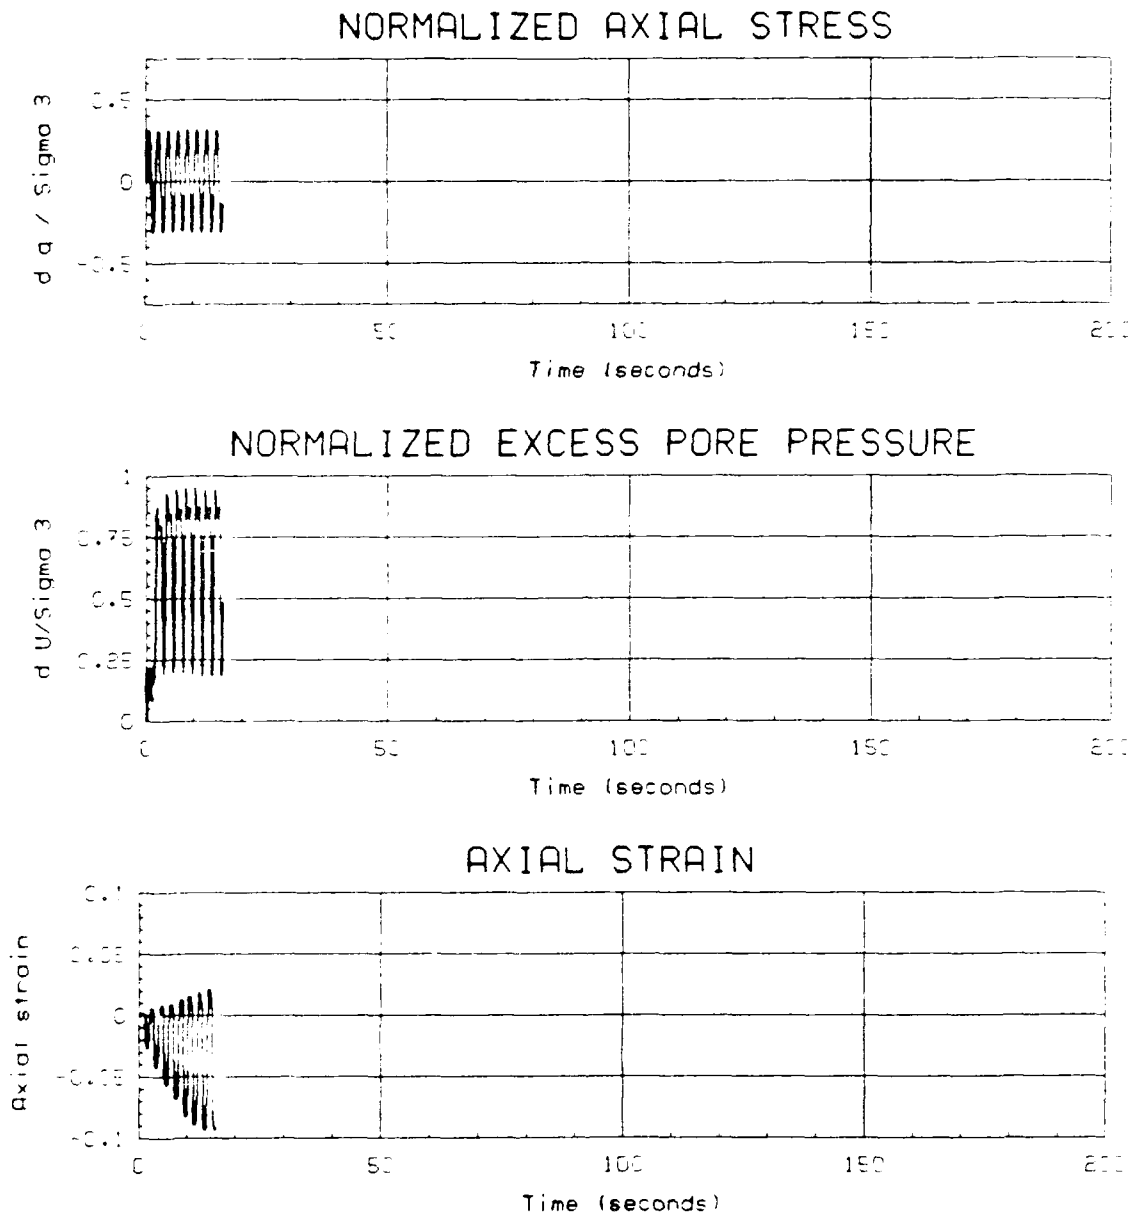 NORMALIZED AXIAL STRESS
d q / Sigma 3
0.5
0
-0.5
0 50 100 150 200
Time (seconds)
NORMALIZED EXCESS PORE PRESSURE
d U/Sigma 3
1
0.75
0.5
0.25
0
0 50 100 150 200
Time (seconds)
AXIAL STRAIN
Axial strain
0.1
0.05
0
-0.05
-0.1
0 50 100 150 200
Time (seconds)